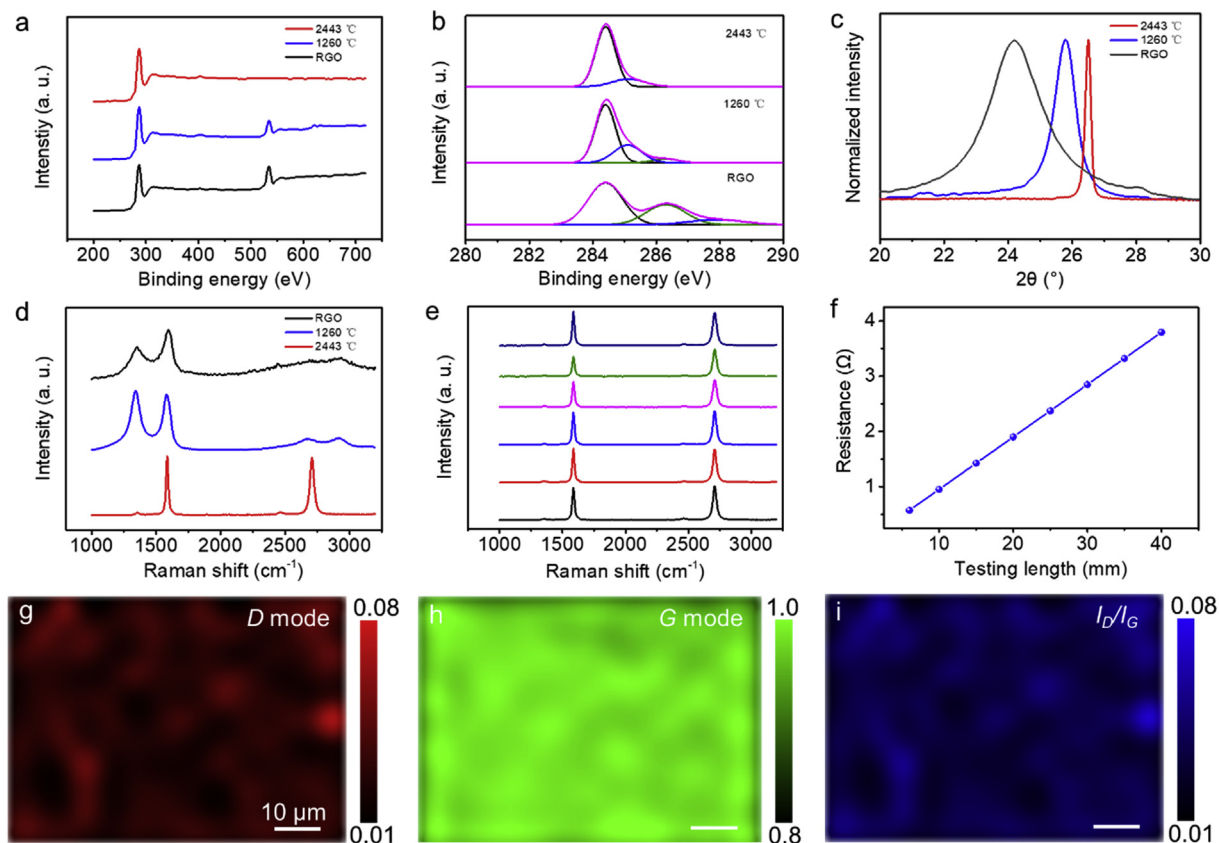 a
2443 ℃
1260 ℃
RGO
Intenstiy (a. u.)
200 300 400 500 600 700
Binding energy (eV)
b
2443 ℃
1260 ℃
RGO
Intensity (a. u.)
280 282 284 286 288 290
Binding energy (eV)
c
2443 ℃
1260 ℃
RGO
Normalized intensity
20 22 24 26 28 30
2θ (°)
d
RGO
1260 ℃
2443 ℃
Intensity (a. u.)
1000 1500 2000 2500 3000
Raman shift (cm⁻¹)
e
Intensity (a. u.)
1000 1500 2000 2500 3000
Raman shift (cm⁻¹)
f
Resistance (Ω)
4
3
2
1
10 20 30 40
Testing length (mm)
g
D mode
10 μm
0.08
0.01
h
G mode
1.0
0.8
i
I_D/I_G
0.08
0.01